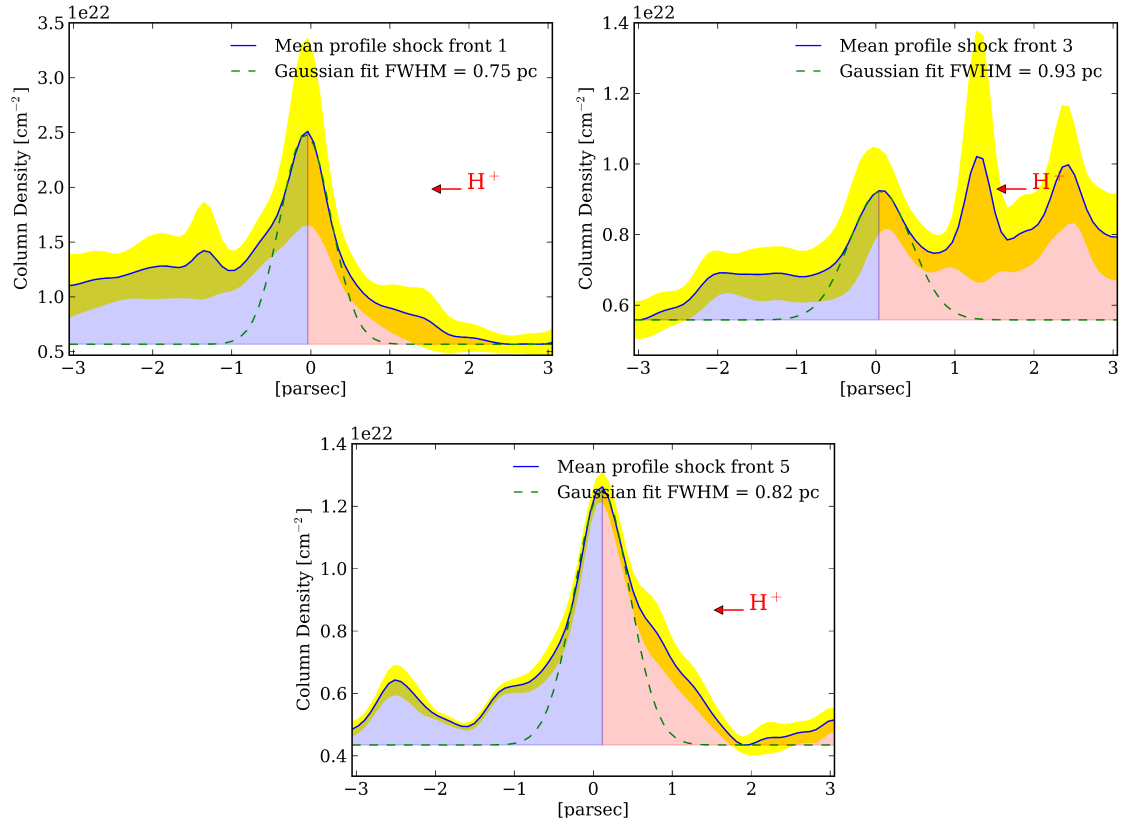 1e22
Mean profile shock front 1
Gaussian fit FWHM = 0.75 pc
H⁺
Column Density [cm⁻²]
3.5
3.0
2.5
2.0
1.5
1.0
0.5
−3 −2 −1 0 1 2 3
[parsec]
1e22
Mean profile shock front 3
Gaussian fit FWHM = 0.93 pc
H⁺
Column Density [cm⁻²]
1.4
1.2
1.0
0.8
0.6
−3 −2 −1 0 1 2 3
[parsec]
1e22
Mean profile shock front 5
Gaussian fit FWHM = 0.82 pc
H⁺
Column Density [cm⁻²]
1.4
1.2
1.0
0.8
0.6
0.4
−3 −2 −1 0 1 2 3
[parsec]